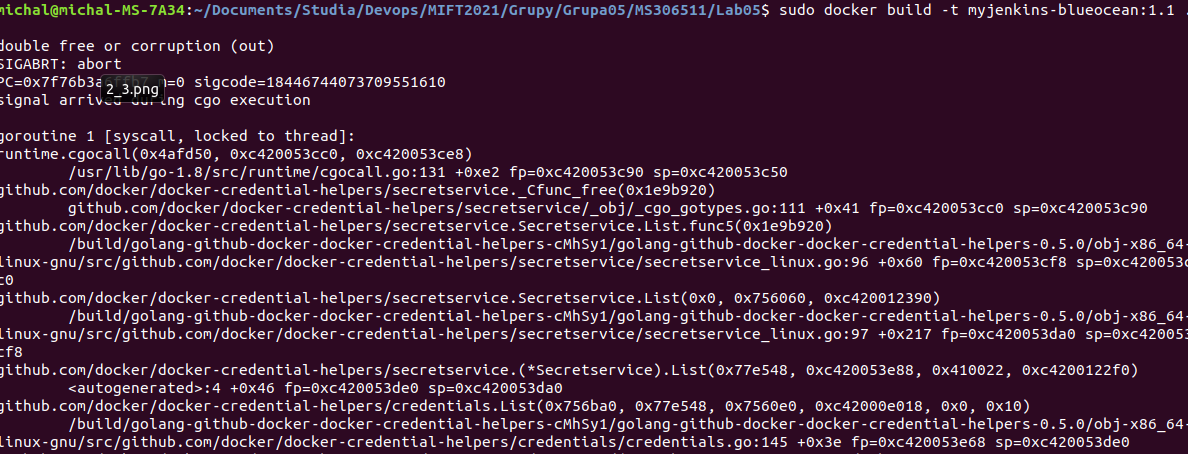 michal@michal-MS-7A34:~/Documents/Studia/Devops/MIFT2021/Grupy/Grupa05/MS306511/Lab05$ sudo docker build -t myjenkins-blueocean:1.1 .
double free or corruption (out)
SIGABRT: abort
PC=0x7f76b3a6ffb7 m=0 sigcode=18446744073709551610
2_3.png
signal arrived during cgo execution
goroutine 1 [syscall, locked to thread]:
runtime.cgocall(0x4afd50, 0xc420053cc0, 0xc420053ce8)
/usr/lib/go-1.8/src/runtime/cgocall.go:131 +0xe2 fp=0xc420053c90 sp=0xc420053c50
github.com/docker/docker-credential-helpers/secretservice._Cfunc_free(0x1e9b920)
github.com/docker/docker-credential-helpers/secretservice/_obj/_cgo_gotypes.go:111 +0x41 fp=0xc420053cc0 sp=0xc420053c90
github.com/docker/docker-credential-helpers/secretservice.Secretservice.List.func5(0x1e9b920)
/build/golang-github-docker-docker-credential-helpers-cMhSy1/golang-github-docker-docker-credential-helpers-0.5.0/obj-x86_64-
linux-gnu/src/github.com/docker/docker-credential-helpers/secretservice/secretservice_linux.go:96 +0x60 fp=0xc420053cf8 sp=0xc420053c
c0
github.com/docker/docker-credential-helpers/secretservice.Secretservice.List(0x0, 0x756060, 0xc420012390)
/build/golang-github-docker-docker-credential-helpers-cMhSy1/golang-github-docker-docker-credential-helpers-0.5.0/obj-x86_64-
linux-gnu/src/github.com/docker/docker-credential-helpers/secretservice/secretservice_linux.go:97 +0x217 fp=0xc420053da0 sp=0xc420053
cf8
github.com/docker/docker-credential-helpers/secretservice.(*Secretservice).List(0x77e548, 0xc420053e88, 0x410022, 0xc4200122f0)
<autogenerated>:4 +0x46 fp=0xc420053de0 sp=0xc420053da0
github.com/docker/docker-credential-helpers/credentials.List(0x756ba0, 0x77e548, 0x7560e0, 0xc42000e018, 0x0, 0x10)
/build/golang-github-docker-docker-credential-helpers-cMhSy1/golang-github-docker-docker-credential-helpers-0.5.0/obj-x86_64-
linux-gnu/src/github.com/docker/docker-credential-helpers/credentials/credentials.go:145 +0x3e fp=0xc420053e68 sp=0xc420053de0